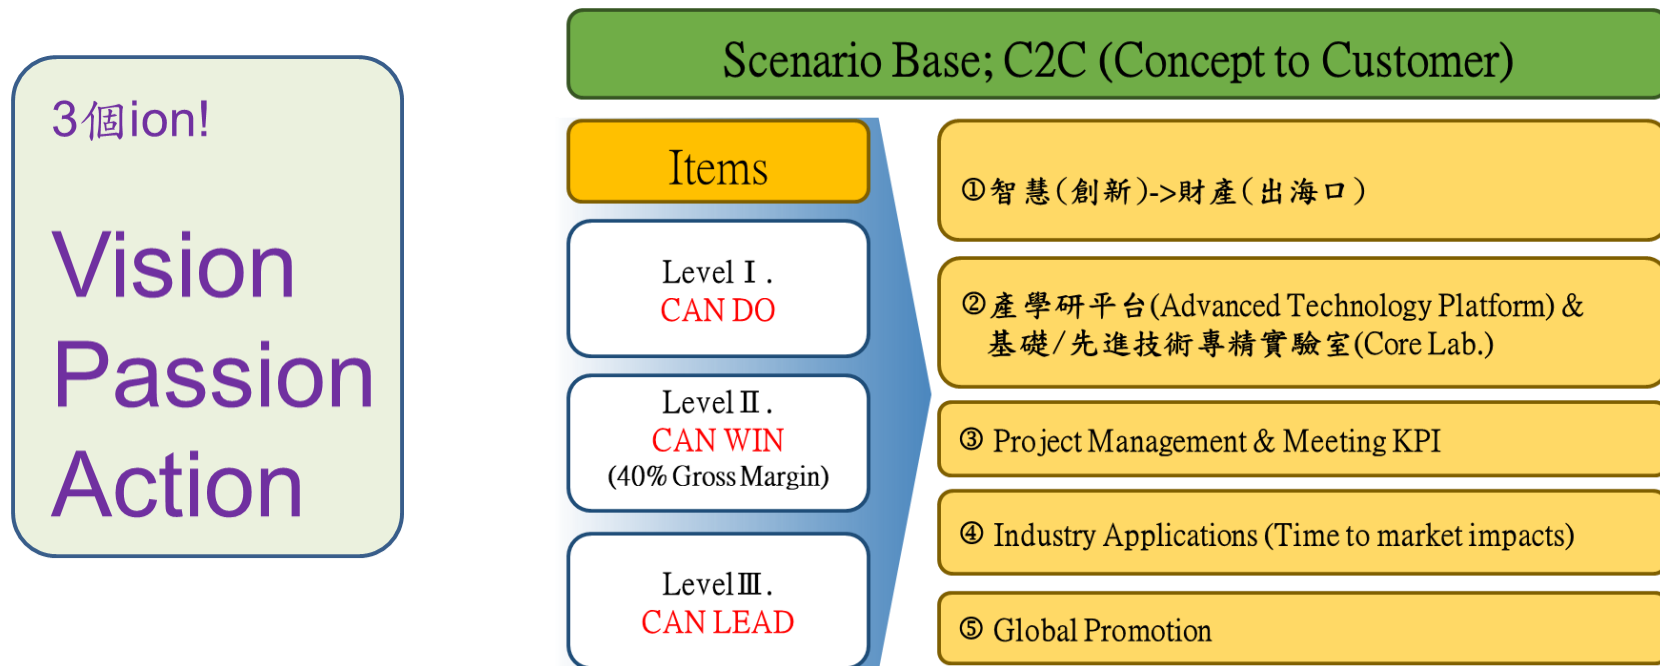 3個ion!
Vision
Passion
Action
Scenario Base; C2C (Concept to Customer)
Items
Level Ⅰ.
CAN DO
Level Ⅱ.
CAN WIN
(40% Gross Margin)
Level Ⅲ.
CAN LEAD
①智慧(創新)->財產(出海口)
②產學研平台(Advanced Technology Platform) &
基礎/先進技術專精實驗室(Core Lab.)
③ Project Management & Meeting KPI
④ Industry Applications (Time to market impacts)
⑤ Global Promotion